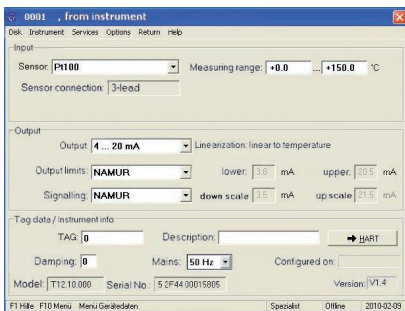 0001 , from instrument
Disk Instrument Services Options Return Help
Input
Sensor: Pt100 Measuring range: +0.0 ... +150.0 °C
Sensor connection: 3-lead
Output
Output: 4 ... 20 mA Linearization: linear to temperature
Output limits: NAMUR lower: 3.8 mA upper: 20.5 mA
Signalling: NAMUR down scale 3.5 mA up scale 21.5 mA
Tag data / Instrument info
TAG: 0 Description: → HART
Damping: 0 Mains: 50 Hz Configured on:
Model: T12.10.000 Serial No.: 5 2F44 00015805 Version: V1.4
F1 Hilfe F10 Menü Menü Gerätedaten Spezialist Offline 2010-02-09